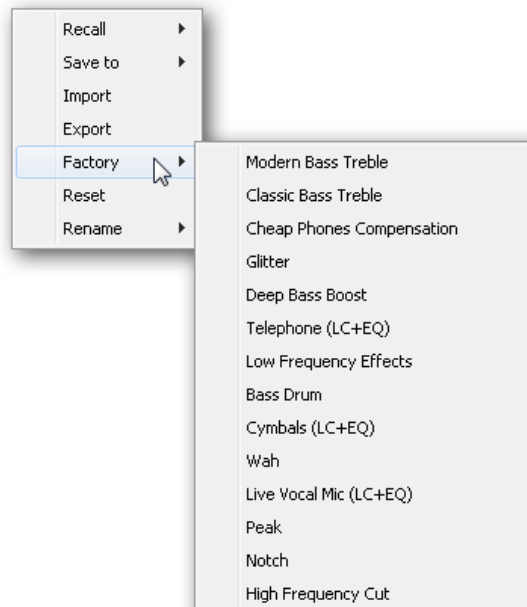 Recall
Save to
Import
Export
Factory
Reset
Rename
Modern Bass Treble
Classic Bass Treble
Cheap Phones Compensation
Glitter
Deep Bass Boost
Telephone (LC+EQ)
Low Frequency Effects
Bass Drum
Cymbals (LC+EQ)
Wah
Live Vocal Mic (LC+EQ)
Peak
Notch
High Frequency Cut